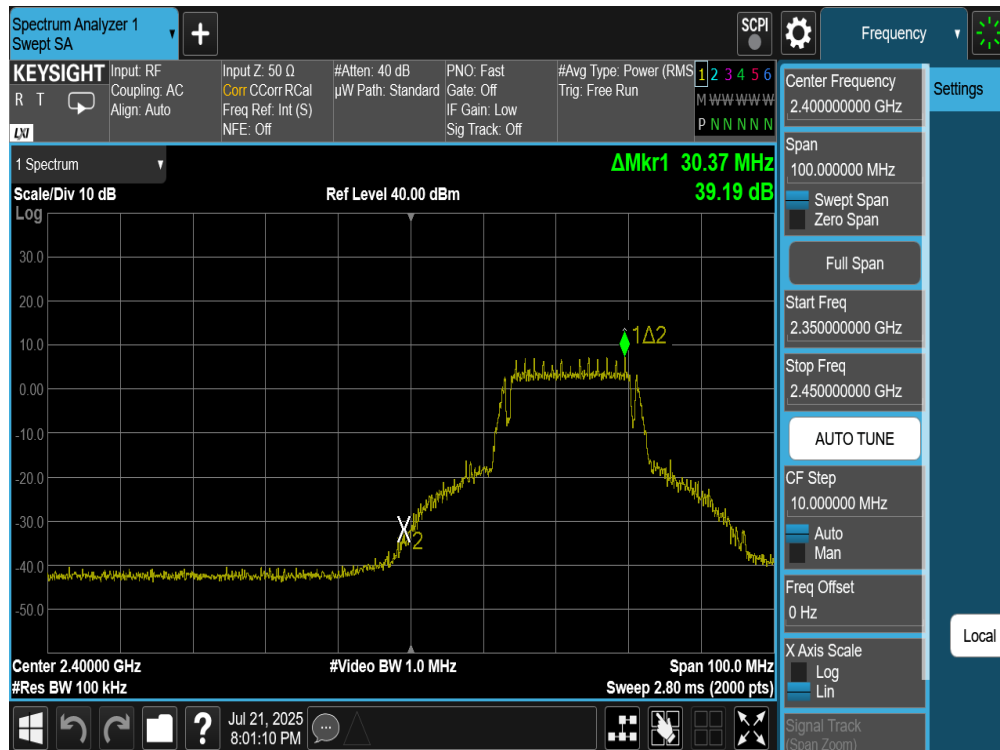 Spectrum Analyzer 1
Swept SA
+
SCPI
Frequency
KEYSIGHT
R T
LXI
Input: RF
Coupling: AC
Align: Auto
Input Z: 50 Ω
Corr CCorr RCal
Freq Ref: Int (S)
NFE: Off
#Atten: 40 dB
µW Path: Standard
PNO: Fast
Gate: Off
IF Gain: Low
Sig Track: Off
#Avg Type: Power (RMS
Trig: Free Run
1 2 3 4 5 6
M W W W W W
P N N N N N
1 Spectrum
Scale/Div 10 dB
Ref Level 40.00 dBm
ΔMkr1 30.37 MHz
39.19 dB
Log
30.0
20.0
10.0
0.00
-10.0
-20.0
-30.0
-40.0
-50.0
1Δ2
X
2
Center 2.40000 GHz
#Video BW 1.0 MHz
Span 100.0 MHz
#Res BW 100 kHz
Sweep 2.80 ms (2000 pts)
?
Jul 21, 2025
8:01:10 PM
Center Frequency
2.400000000 GHz
Span
100.000000 MHz
Swept Span
Zero Span
Full Span
Start Freq
2.350000000 GHz
Stop Freq
2.450000000 GHz
AUTO TUNE
CF Step
10.000000 MHz
Auto
Man
Freq Offset
0 Hz
X Axis Scale
Log
Lin
Signal Track
(Span Zoom)
Settings
Local